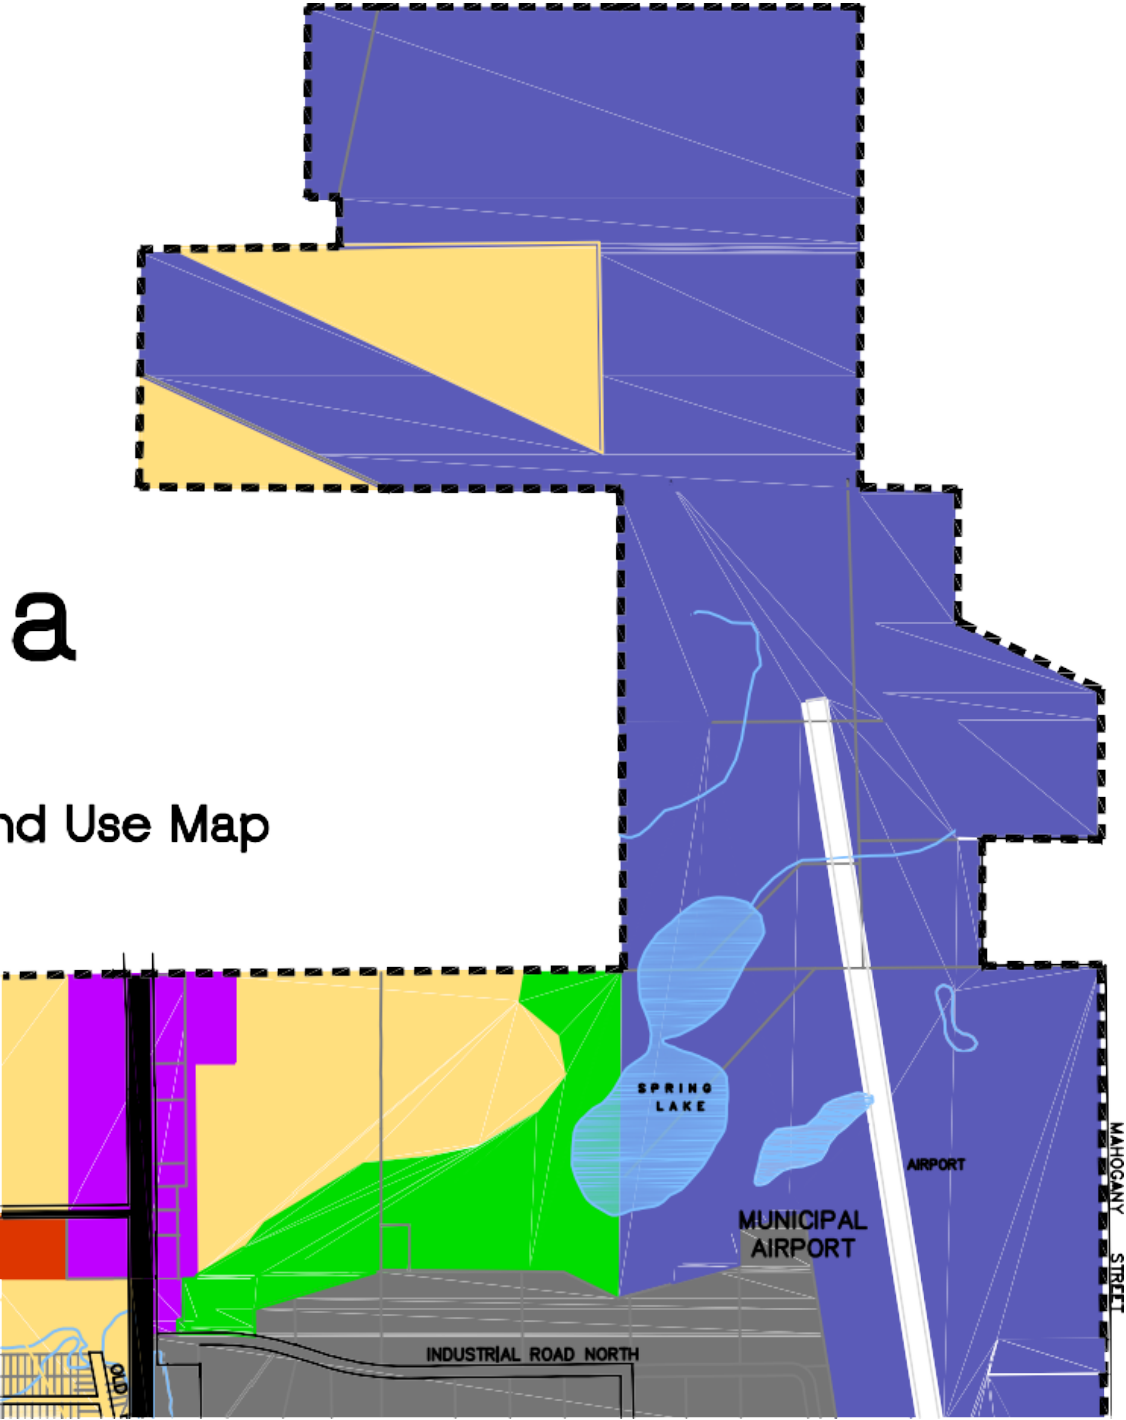 a
nd Use Map
SPRING
LAKE
AIRPORT
MUNICIPAL
AIRPORT
MAHOGANY STREET
INDUSTRIAL ROAD NORTH
OLD